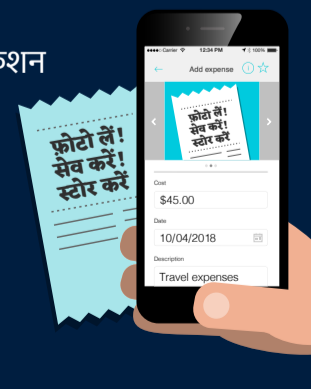 फ़ोटो लें!
सेव करें!
स्टोर करें
Carrier 12:34 PM 100%
Add expense
फ़ोटो लें!
सेव करें!
स्टोर करें
Cost
$45.00
Date
10/04/2018
Description
Travel expenses